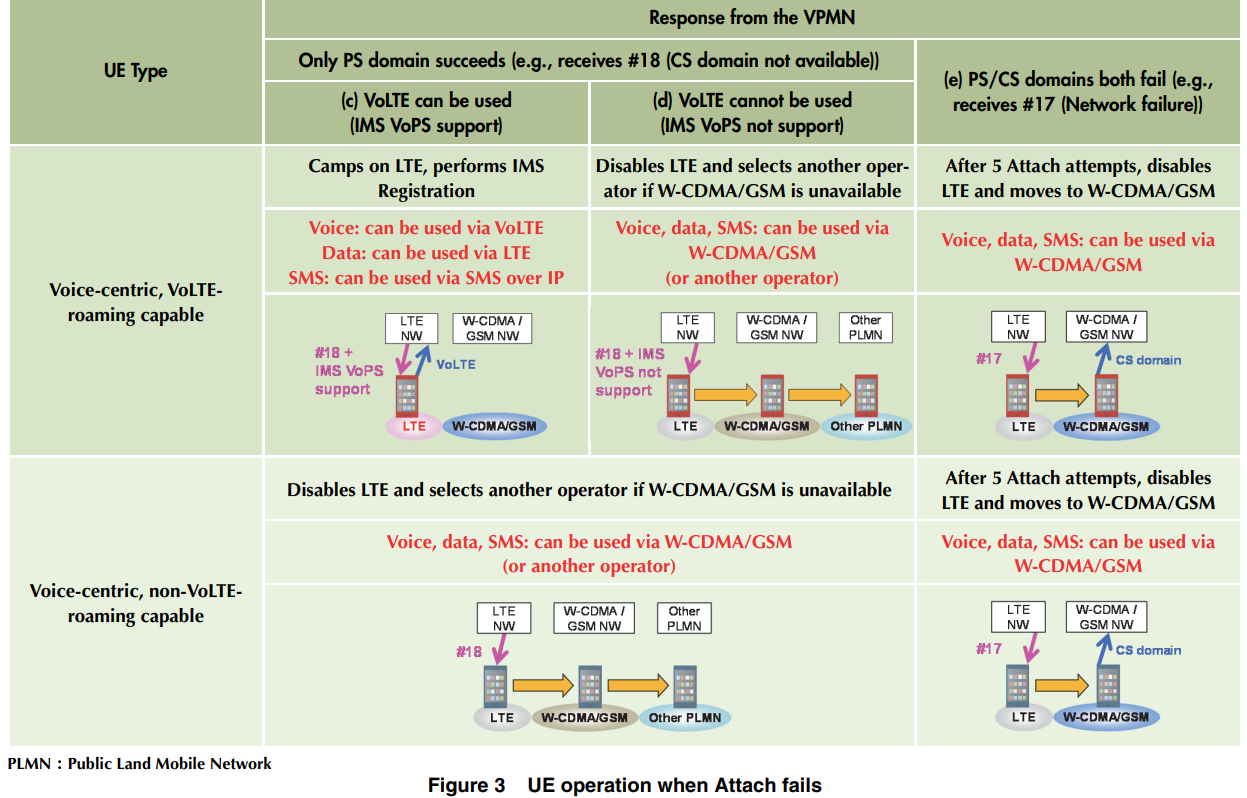 UE Type
Response from the VPMN
Only PS domain succeeds (e.g., receives #18 (CS domain not available))
(c) VoLTE can be used
(IMS VoPS support)
(d) VoLTE cannot be used
(IMS VoPS not support)
(e) PS/CS domains both fail (e.g.,
receives #17 (Network failure))
Voice-centric, VoLTE-
roaming capable
Camps on LTE, performs IMS
Registration
Disables LTE and selects another oper-
ator if W-CDMA/GSM is unavailable
After 5 Attach attempts, disables
LTE and moves to W-CDMA/GSM
Voice: can be used via VoLTE
Data: can be used via LTE
SMS: can be used via SMS over IP
Voice, data, SMS: can be used via
W-CDMA/GSM
(or another operator)
Voice, data, SMS: can be used via
W-CDMA/GSM
LTE
NW
W-CDMA /
GSM NW
#18 +
IMS VoPS
support
VoLTE
LTE
W-CDMA/GSM
LTE
NW
W-CDMA/
GSM NW
Other
PLMN
#18 + IMS
VoPS not
support
LTE
W-CDMA/GSM
Other PLMN
LTE
NW
W-CDMA /
GSM NW
#17
CS domain
LTE
W-CDMA/GSM
Voice-centric, non-VoLTE-
roaming capable
Disables LTE and selects another operator if W-CDMA/GSM is unavailable
After 5 Attach attempts, disables
LTE and moves to W-CDMA/GSM
Voice, data, SMS: can be used via W-CDMA/GSM
(or another operator)
Voice, data, SMS: can be used via
W-CDMA/GSM
LTE
NW
W-CDMA /
GSM NW
Other
PLMN
#18
LTE
W-CDMA/GSM
Other PLMN
LTE
NW
W-CDMA /
GSM NW
#17
CS domain
LTE
W-CDMA/GSM
PLMN : Public Land Mobile Network
Figure 3 UE operation when Attach fails